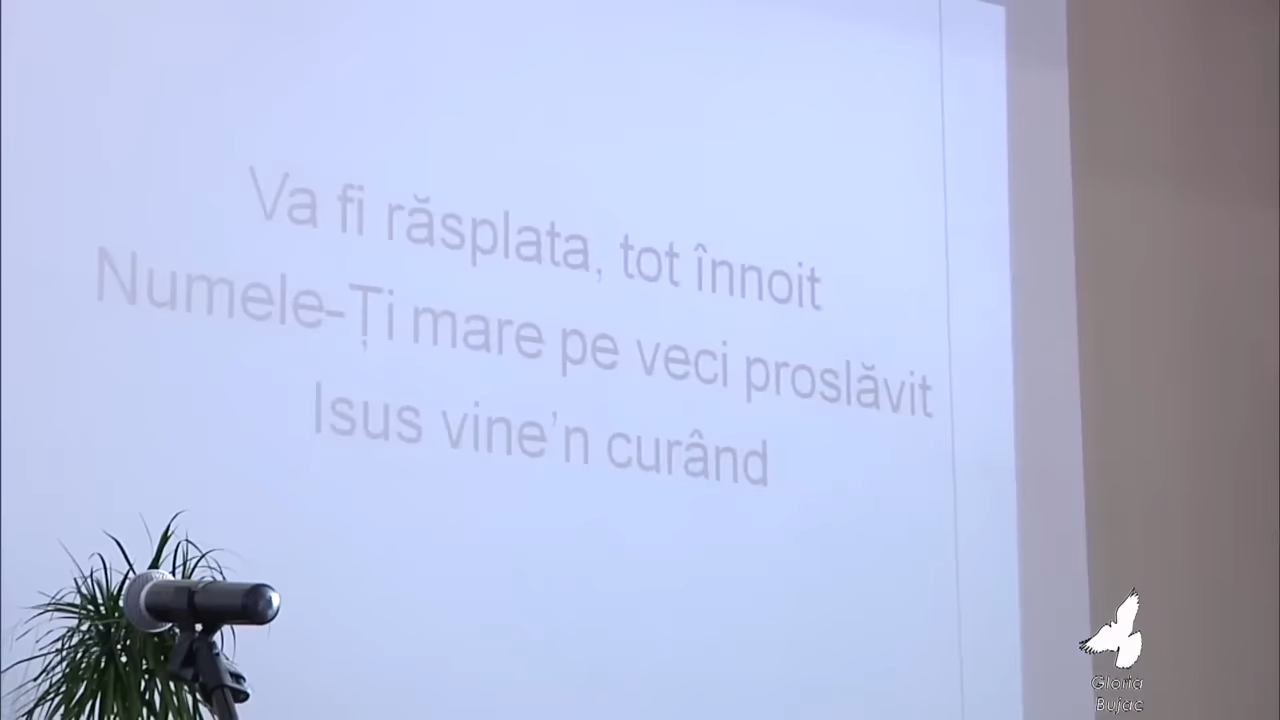 Va fi răsplata, tot înnoit
Numele-Ți mare pe veci proslăvit
Isus vine’n curând
Gloria
Bujac